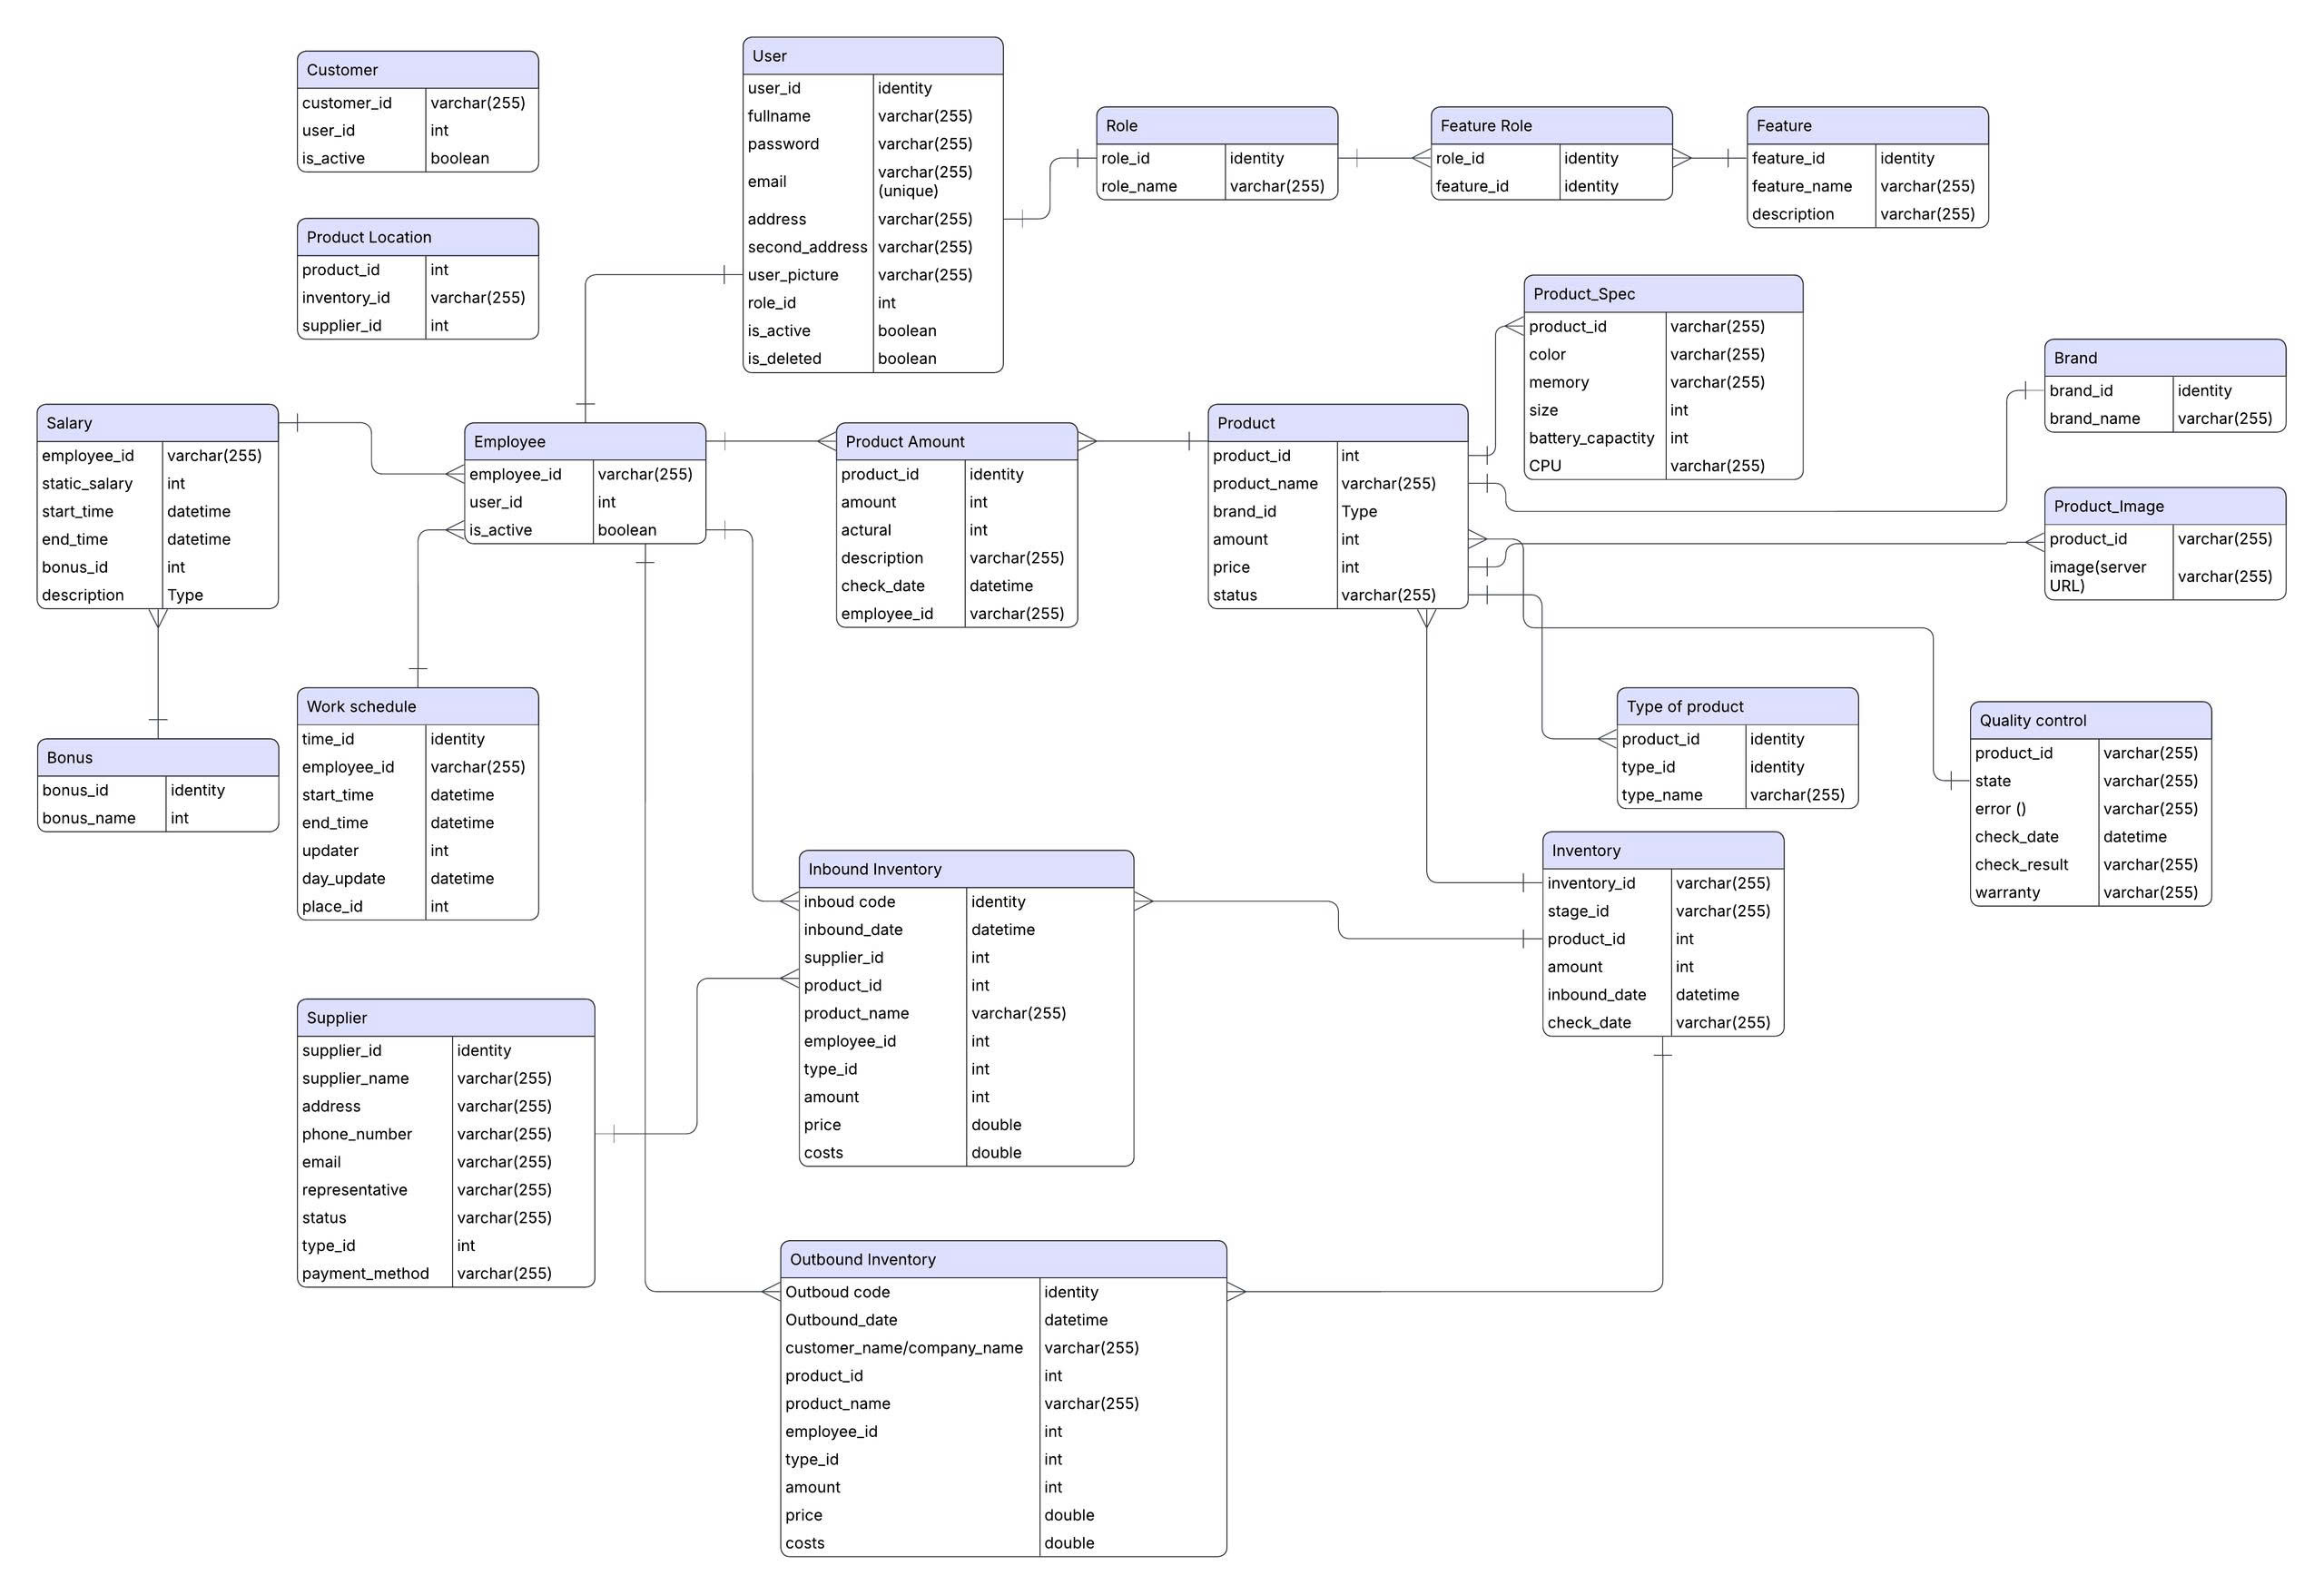 Customer
customer_id varchar(255)
user_id int
is_active boolean
Product Location
product_id int
inventory_id varchar(255)
supplier_id int
User
user_id identity
fullname varchar(255)
password varchar(255)
email varchar(255)
(unique)
address varchar(255)
second_address varchar(255)
user_picture varchar(255)
role_id int
is_active boolean
is_deleted boolean
Role
role_id identity
role_name varchar(255)
Feature Role
role_id identity
feature_id identity
Feature
feature_id identity
feature_name varchar(255)
description varchar(255)
Product_Spec
product_id varchar(255)
color varchar(255)
memory varchar(255)
size int
battery_capactity int
CPU varchar(255)
Brand
brand_id identity
brand_name varchar(255)
Salary
employee_id varchar(255)
static_salary int
start_time datetime
end_time datetime
bonus_id int
description Type
Employee
employee_id varchar(255)
user_id int
is_active boolean
Product Amount
product_id identity
amount int
actural int
description varchar(255)
check_date datetime
employee_id varchar(255)
Product
product_id int
product_name varchar(255)
brand_id Type
amount int
price int
status varchar(255)
Product_Image
product_id varchar(255)
image(server
URL) varchar(255)
Bonus
bonus_id identity
bonus_name int
Work schedule
time_id identity
employee_id varchar(255)
start_time datetime
end_time datetime
updater int
day_update datetime
place_id int
Type of product
product_id identity
type_id identity
type_name varchar(255)
Quality control
product_id varchar(255)
state varchar(255)
error () varchar(255)
check_date datetime
check_result varchar(255)
warranty varchar(255)
Inbound Inventory
inboud code identity
inbound_date datetime
supplier_id int
product_id int
product_name varchar(255)
employee_id int
type_id int
amount int
price double
costs double
Inventory
inventory_id varchar(255)
stage_id varchar(255)
product_id int
amount int
inbound_date datetime
check_date varchar(255)
Supplier
supplier_id identity
supplier_name varchar(255)
address varchar(255)
phone_number varchar(255)
email varchar(255)
representative varchar(255)
status varchar(255)
type_id int
payment_method varchar(255)
Outbound Inventory
Outboud code identity
Outbound_date datetime
customer_name/company_name varchar(255)
product_id int
product_name varchar(255)
employee_id int
type_id int
amount int
price double
costs double